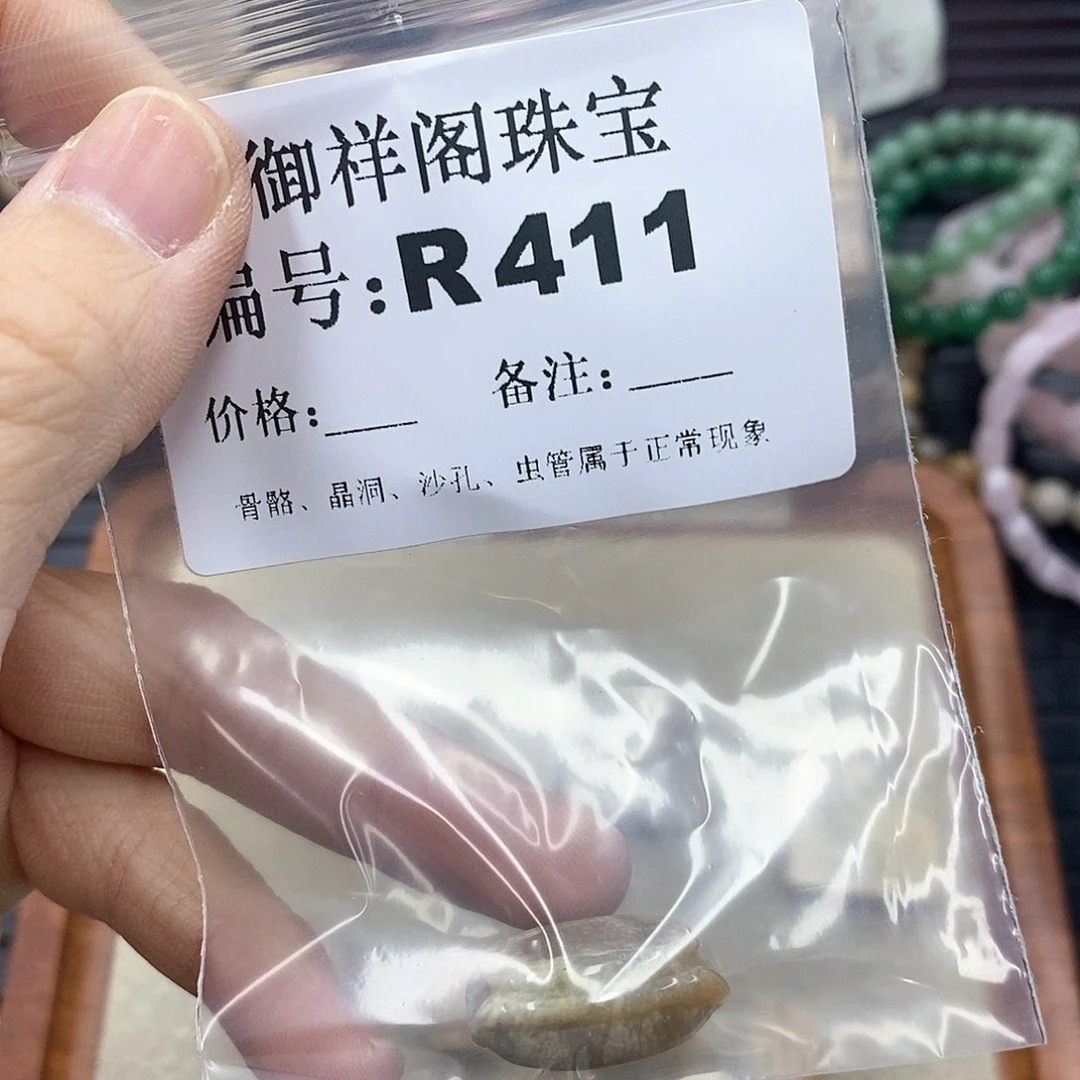 御祥阁珠宝
编号:R411
价格:____ 备注:____
骨骼、晶洞、沙孔、虫管属于正常现象